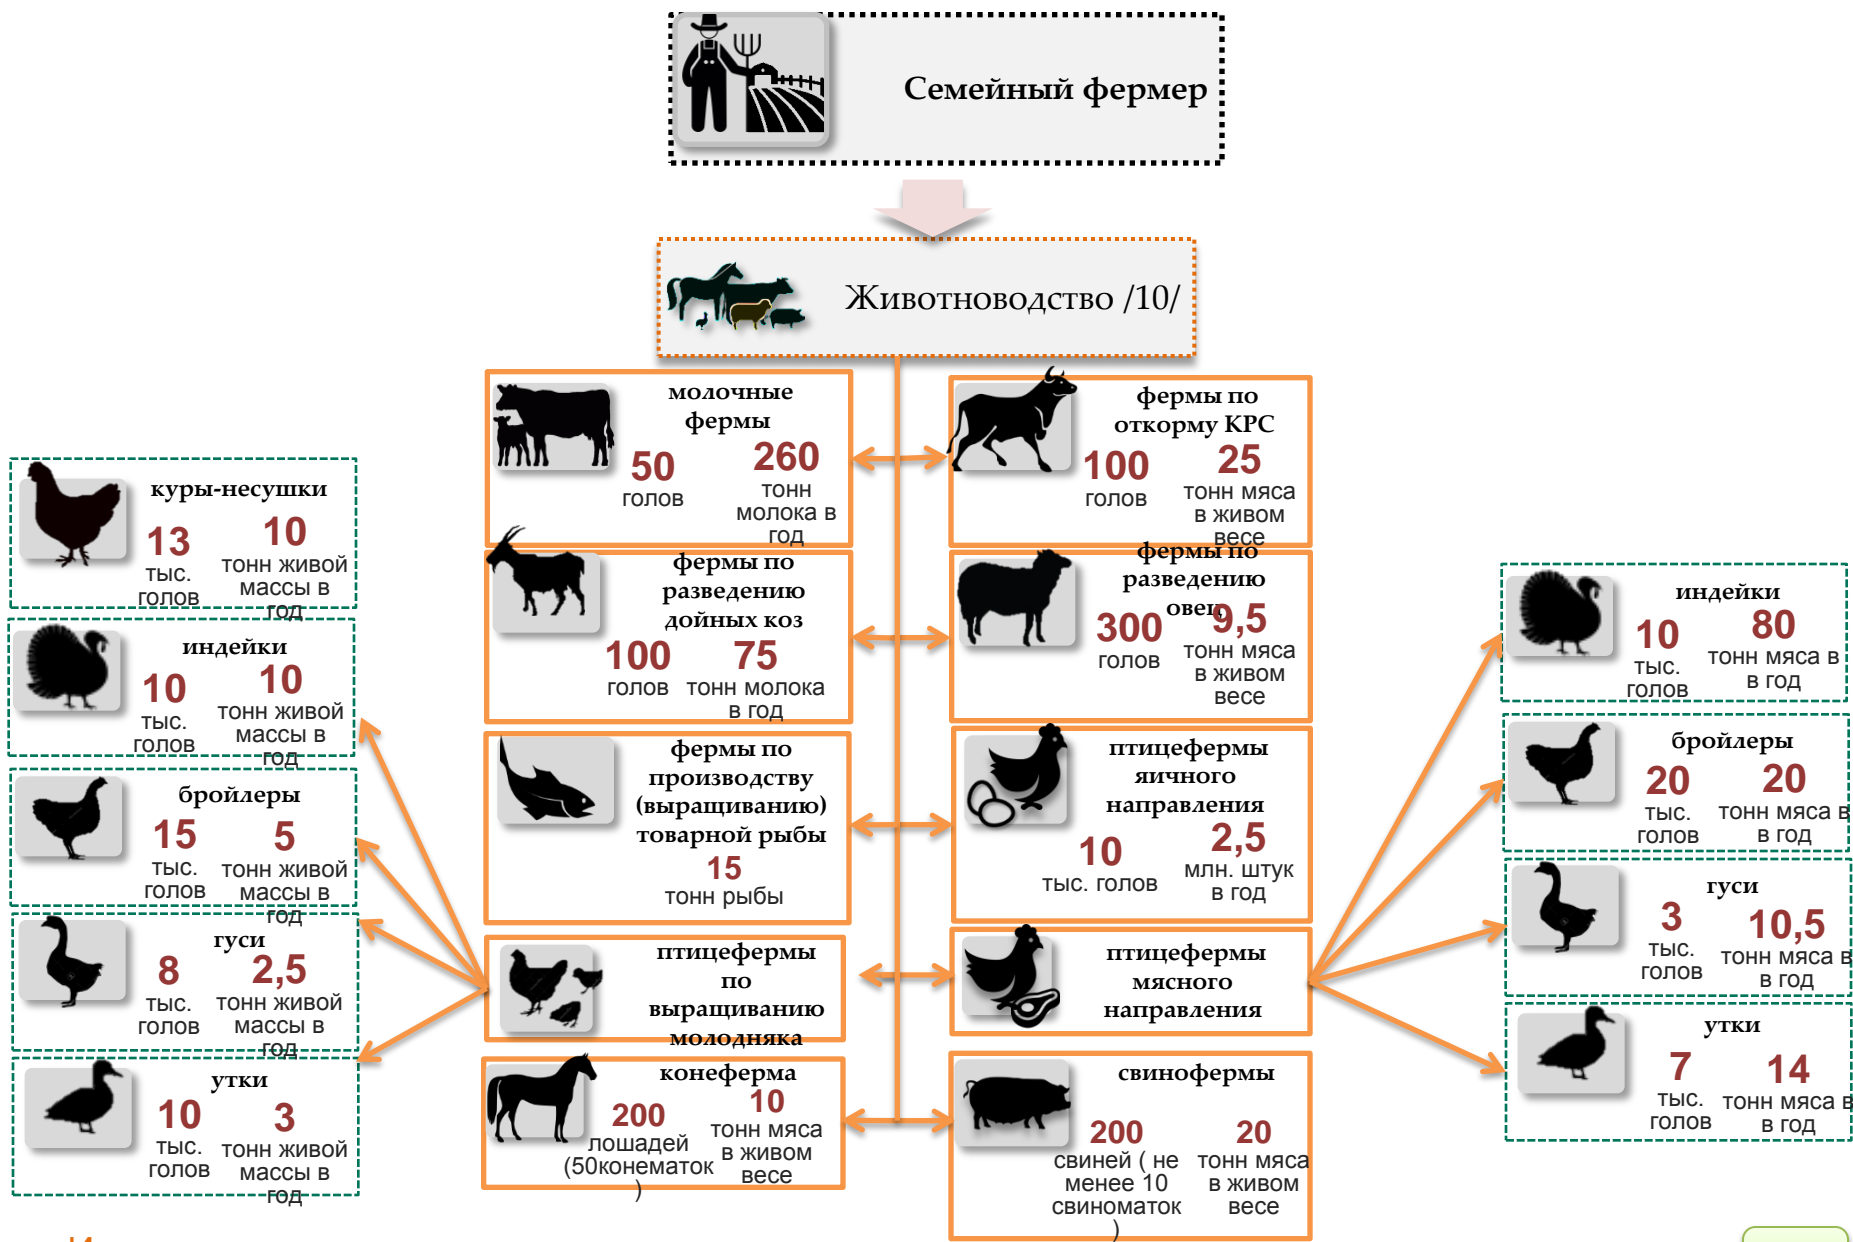 Семейный фермер
Животноводство /10/
молочные
фермы
50
голов
260
тонн
молока в
год
фермы по
откорму КРС
100
голов
25
тонн мяса
в живом
весе
фермы по
разведению
дойных коз
100
голов
75
тонн молока
в год
фермы по
разведению
овец
300
голов
9,5
тонн мяса
в живом
весе
фермы по
производству
(выращиванию)
товарной рыбы
15
тонн рыбы
птицефермы
яичного
направления
10
тыс. голов
2,5
млн. штук
в год
птицефермы
по
выращиванию
молодняка
птицефермы
мясного
направления
конеферма
200
лошадей
(50конематок
)
10
тонн мяса
в живом
весе
свинофермы
200
свиней ( не
менее 10
свиноматок
)
20
тонн мяса
в живом
весе
куры-несушки
13
тыс.
голов
10
тонн живой
массы в
год
индейки
10
тыс.
голов
10
тонн живой
массы в
год
бройлеры
15
тыс.
голов
5
тонн живой
массы в
год
гуси
8
тыс.
голов
2,5
тонн живой
массы в
год
утки
10
тыс.
голов
3
тонн живой
массы в
год
индейки
10
тыс.
голов
80
тонн мяса в
в год
бройлеры
20
тыс.
голов
20
тонн мяса в
в год
гуси
3
тыс.
голов
10,5
тонн мяса в
в год
утки
7
тыс.
голов
14
тонн мяса в
в год